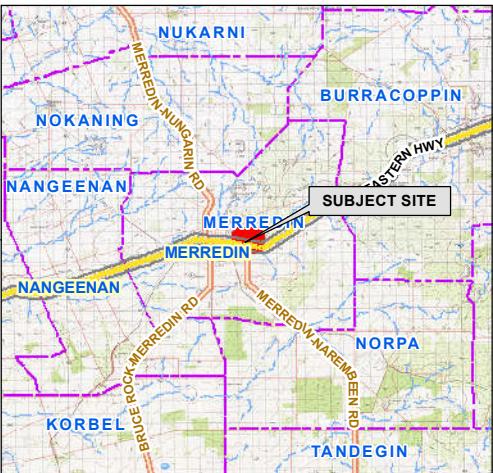 NUKARNI
MERREDIN-NUNGARIN RD
BURRACOPPIN
NOKANING
EASTERN HWY
NANGEENAN
SUBJECT SITE
MERREDIN
MERREDIN
NANGEENAN
BRUCE ROCK-MERREDIN RD
MERREDIN-NAREMBEEN RD
NORPA
KORBEL
TANDEGIN